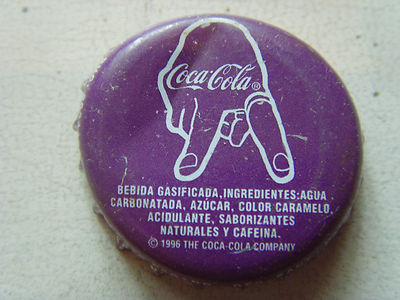 Coca-Cola®
BEBIDA GASIFICADA,INGREDIENTES:AGUA
CARBONATADA, AZÚCAR, COLOR CARAMELO,
ACIDULANTE, SABORIZANTES
NATURALES Y CAFEINA.
© 1996 THE COCA-COLA COMPANY